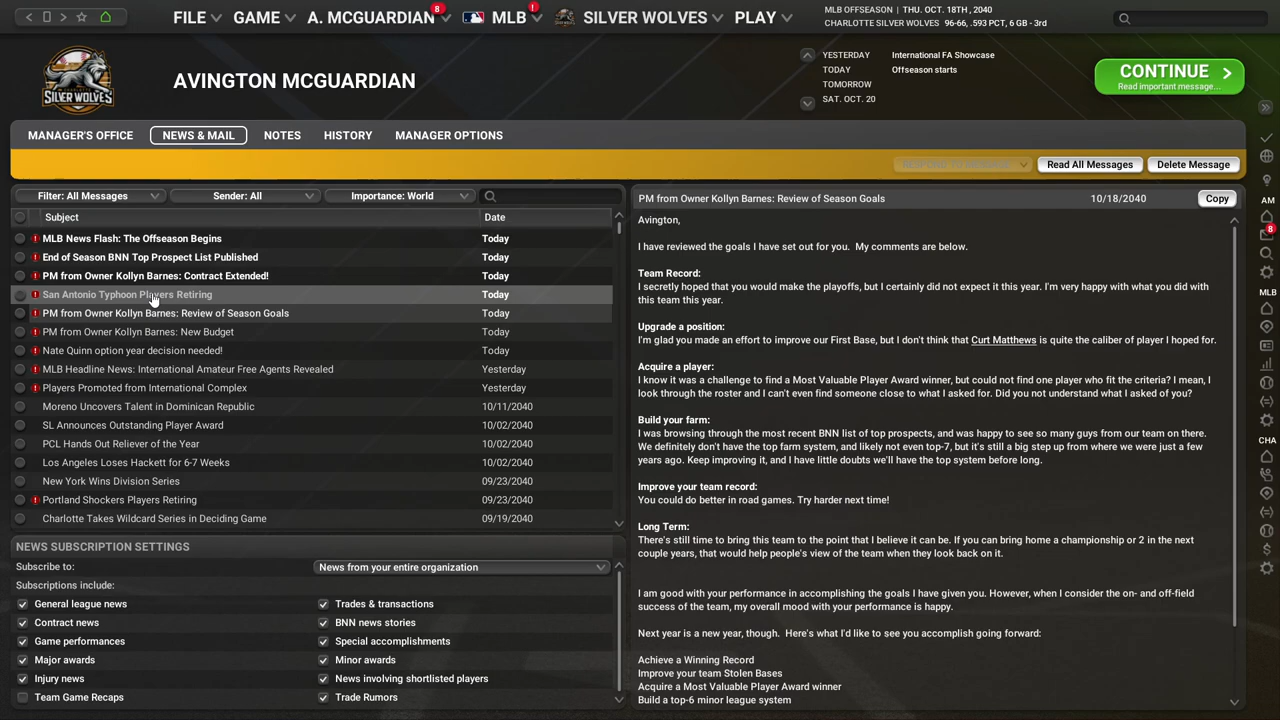 FILE GAME A. MCGUARDIAN 8 MLB ! SILVER WOLVES PLAY
MLB OFFSEASON | THU. OCT. 18TH , 2040
CHARLOTTE SILVER WOLVES 96-66, .593 PCT, 6 GB - 3rd
SILVER WOLVES
AVINGTON MCGUARDIAN
YESTERDAY International FA Showcase
TODAY Offseason starts
TOMORROW
SAT. OCT. 20
CONTINUE
Read important message...
MANAGER'S OFFICE NEWS & MAIL NOTES HISTORY MANAGER OPTIONS
Read All Messages Delete Message
Filter: All Messages Sender: All Importance: World
Subject Date
MLB News Flash: The Offseason Begins Today
End of Season BNN Top Prospect List Published Today
PM from Owner Kollyn Barnes: Contract Extended! Today
San Antonio Typhoon Players Retiring Today
PM from Owner Kollyn Barnes: Review of Season Goals Today
PM from Owner Kollyn Barnes: New Budget Today
Nate Quinn option year decision needed! Today
MLB Headline News: International Amateur Free Agents Revealed Yesterday
Players Promoted from International Complex Yesterday
Moreno Uncovers Talent in Dominican Republic 10/11/2040
SL Announces Outstanding Player Award 10/02/2040
PCL Hands Out Reliever of the Year 10/02/2040
Los Angeles Loses Hackett for 6-7 Weeks 10/02/2040
New York Wins Division Series 09/23/2040
Portland Shockers Players Retiring 09/23/2040
Charlotte Takes Wildcard Series in Deciding Game 09/19/2040
NEWS SUBSCRIPTION SETTINGS
Subscribe to: News from your entire organization
Subscriptions include:
General league news Trades & transactions
Contract news BNN news stories
Game performances Special accomplishments
Major awards Minor awards
Injury news News involving shortlisted players
Team Game Recaps Trade Rumors
PM from Owner Kollyn Barnes: Review of Season Goals 10/18/2040 Copy
Avington,
I have reviewed the goals I have set out for you. My comments are below.
Team Record:
I secretly hoped that you would make the playoffs, but I certainly did not expect it this year. I'm very happy with what you did with
this team this year.
Upgrade a position:
I'm glad you made an effort to improve our First Base, but I don't think that Curt Matthews is quite the caliber of player I hoped for.
Acquire a player:
I know it was a challenge to find a Most Valuable Player Award winner, but could not find one player who fit the criteria? I mean, I
look through the roster and I can't even find someone close to what I asked for. Did you not understand what I asked of you?
Build your farm:
I was browsing through the most recent BNN list of top prospects, and was happy to see so many guys from our team on there.
We definitely don't have the top farm system, and likely not even top-7, but it's still a big step up from where we were just a few
years ago. Keep improving it, and I have little doubts we'll have the top system before long.
Improve your team record:
You could do better in road games. Try harder next time!
Long Term:
There's still time to bring this team to the point that I believe it can be. If you can bring home a championship or 2 in the next
couple years, that would help people's view of the team when they look back on it.
I am good with your performance in accomplishing the goals I have given you. However, when I consider the on- and off-field
success of the team, my overall mood with your performance is happy.
Next year is a new year, though. Here's what I'd like to see you accomplish going forward:
Achieve a Winning Record
Improve your team Stolen Bases
Acquire a Most Valuable Player Award winner
Build a top-6 minor league system
AM
8
MLB
CHA